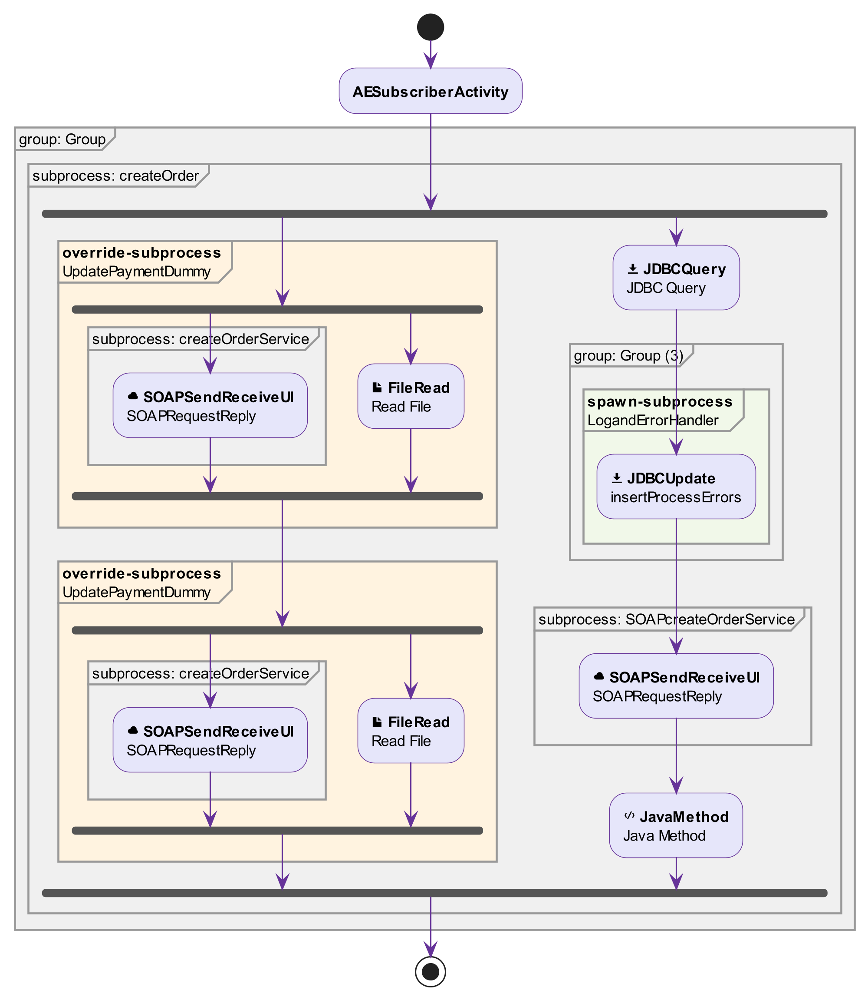 AESubscriberActivity
group: Group
subprocess: createOrder
override-subprocess
UpdatePaymentDummy
subprocess: createOrderService
SOAPSendReceiveUI
SOAPRequestReply
FileRead
Read File
override-subprocess
UpdatePaymentDummy
subprocess: createOrderService
SOAPSendReceiveUI
SOAPRequestReply
FileRead
Read File
JDBCQuery
JDBC Query
group: Group (3)
spawn-subprocess
LogandErrorHandler
JDBCUpdate
insertProcessErrors
subprocess: SOAPcreateOrderService
SOAPSendReceiveUI
SOAPRequestReply
JavaMethod
Java Method